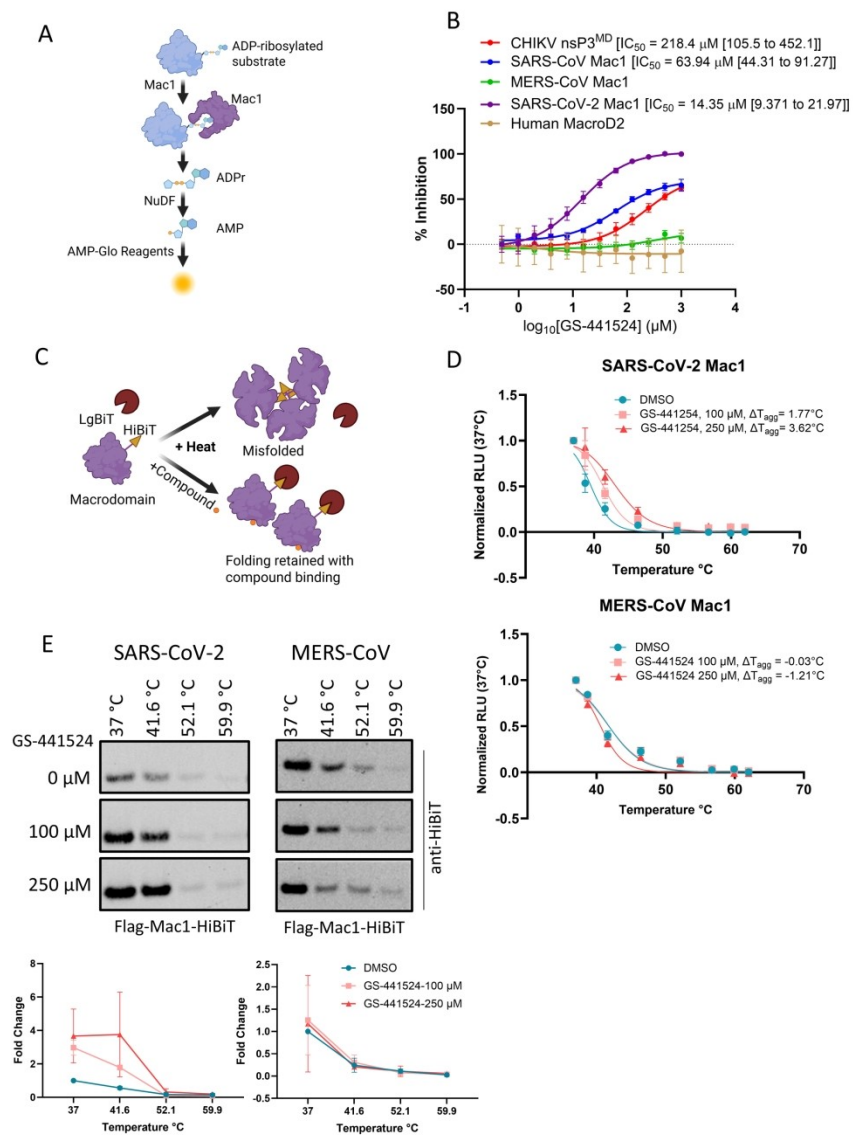 A
ADP-ribosylated
substrate
Mac1
Mac1
ADPr
NuDF
AMP
AMP-Glo Reagents
B
CHIKV nsP3MD [IC50 = 218.4 µM [105.5 to 452.1]]
SARS-CoV Mac1 [IC50 = 63.94 µM [44.31 to 91.27]]
MERS-CoV Mac1
SARS-CoV-2 Mac1 [IC50 = 14.35 µM [9.371 to 21.97]]
Human MacroD2
% Inhibition
100
50
0
-50
-1 0 1 2 3 4
log10[GS-441524] (µM)
C
LgBiT
HiBiT
Macrodomain
+ Heat
+Compound
Misfolded
Folding retained with
compound binding
D
SARS-CoV-2 Mac1
DMSO
GS-441254, 100 µM, ΔTagg= 1.77°C
GS-441254, 250 µM, ΔTagg= 3.62°C
Normalized RLU (37°C)
1.5
1.0
0.5
0.0
-0.5
40 50 60 70
Temperature °C
MERS-CoV Mac1
DMSO
GS-441524 100 µM, ΔTagg = -0.03°C
GS-441524 250 µM, ΔTagg = -1.21°C
Normalized RLU (37°C)
1.5
1.0
0.5
0.0
-0.5
40 50 60 70
Temperature °C
E
SARS-CoV-2
MERS-CoV
37 °C 41.6 °C 52.1 °C 59.9 °C
37 °C 41.6 °C 52.1 °C 59.9 °C
GS-441524
0 µM
100 µM
250 µM
anti-HiBiT
Flag-Mac1-HiBiT
Flag-Mac1-HiBiT
Fold Change
8
6
4
2
0
37 41.6 52.1 59.9
Temperature °C
DMSO
GS-441524-100 µM
GS-441524-250 µM
Fold Change
2.5
2.0
1.5
1.0
0.5
0.0
37 41.6 52.1 59.9
Temperature °C